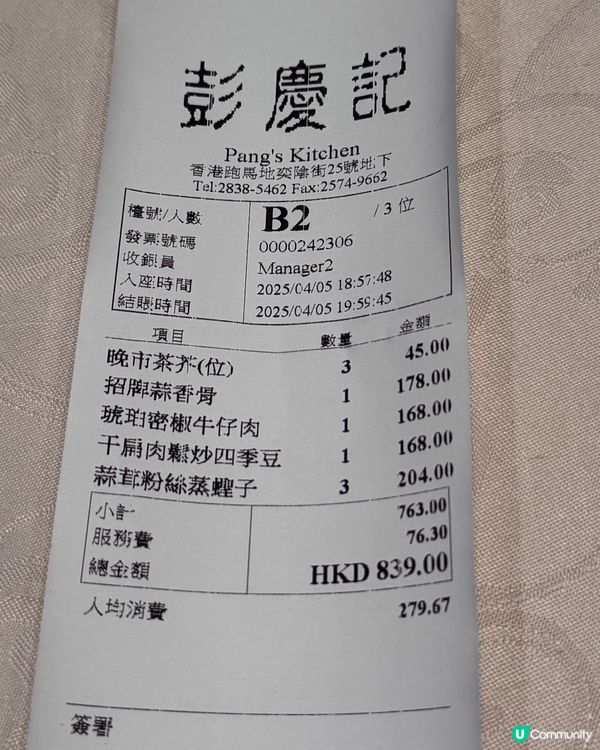 彭慶記
Pang's Kitchen
香港跑馬地奕陰街25號地下
Tel:2838-5462 Fax:2574-9662
檯號/人數 B2 / 3 位
發票號碼 0000242306
收銀員 Manager2
入座時間 2025/04/05 18:57:48
結賬時間 2025/04/05 19:59:45
項目 數量 金額
晚市茶芥(位) 3 45.00
招牌蒜香骨 1 178.00
琥珀密椒牛仔肉 1 168.00
干扁肉鬆炒四季豆 1 168.00
蒜茸粉絲蒸蟶子 3 204.00
小計 763.00
服務費 76.30
總金額 HKD 839.00
人均消費 279.67
簽署
U Community